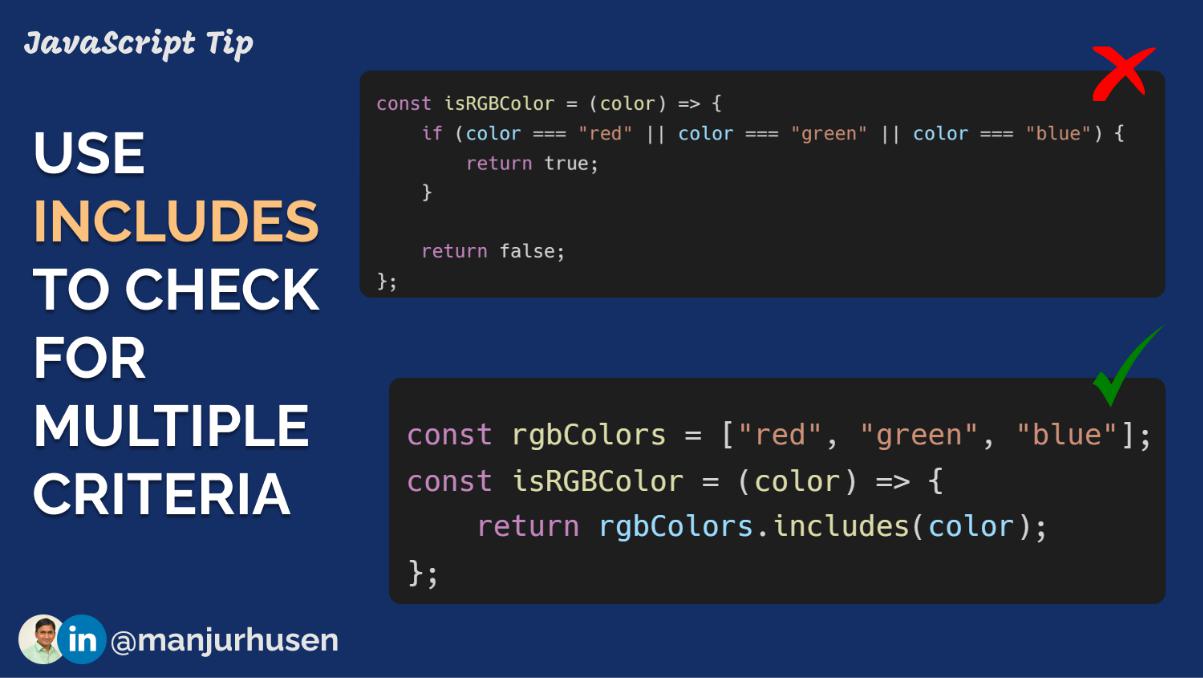 JavaScript Tip
USE
INCLUDES
TO CHECK
FOR
MULTIPLE
CRITERIA
const isRGBColor = (color) => {
    if (color === "red" || color === "green" || color === "blue") {
        return true;
    }

    return false;
};
const rgbColors = ["red", "green", "blue"];
const isRGBColor = (color) => {
    return rgbColors.includes(color);
};
in @manjurhusen